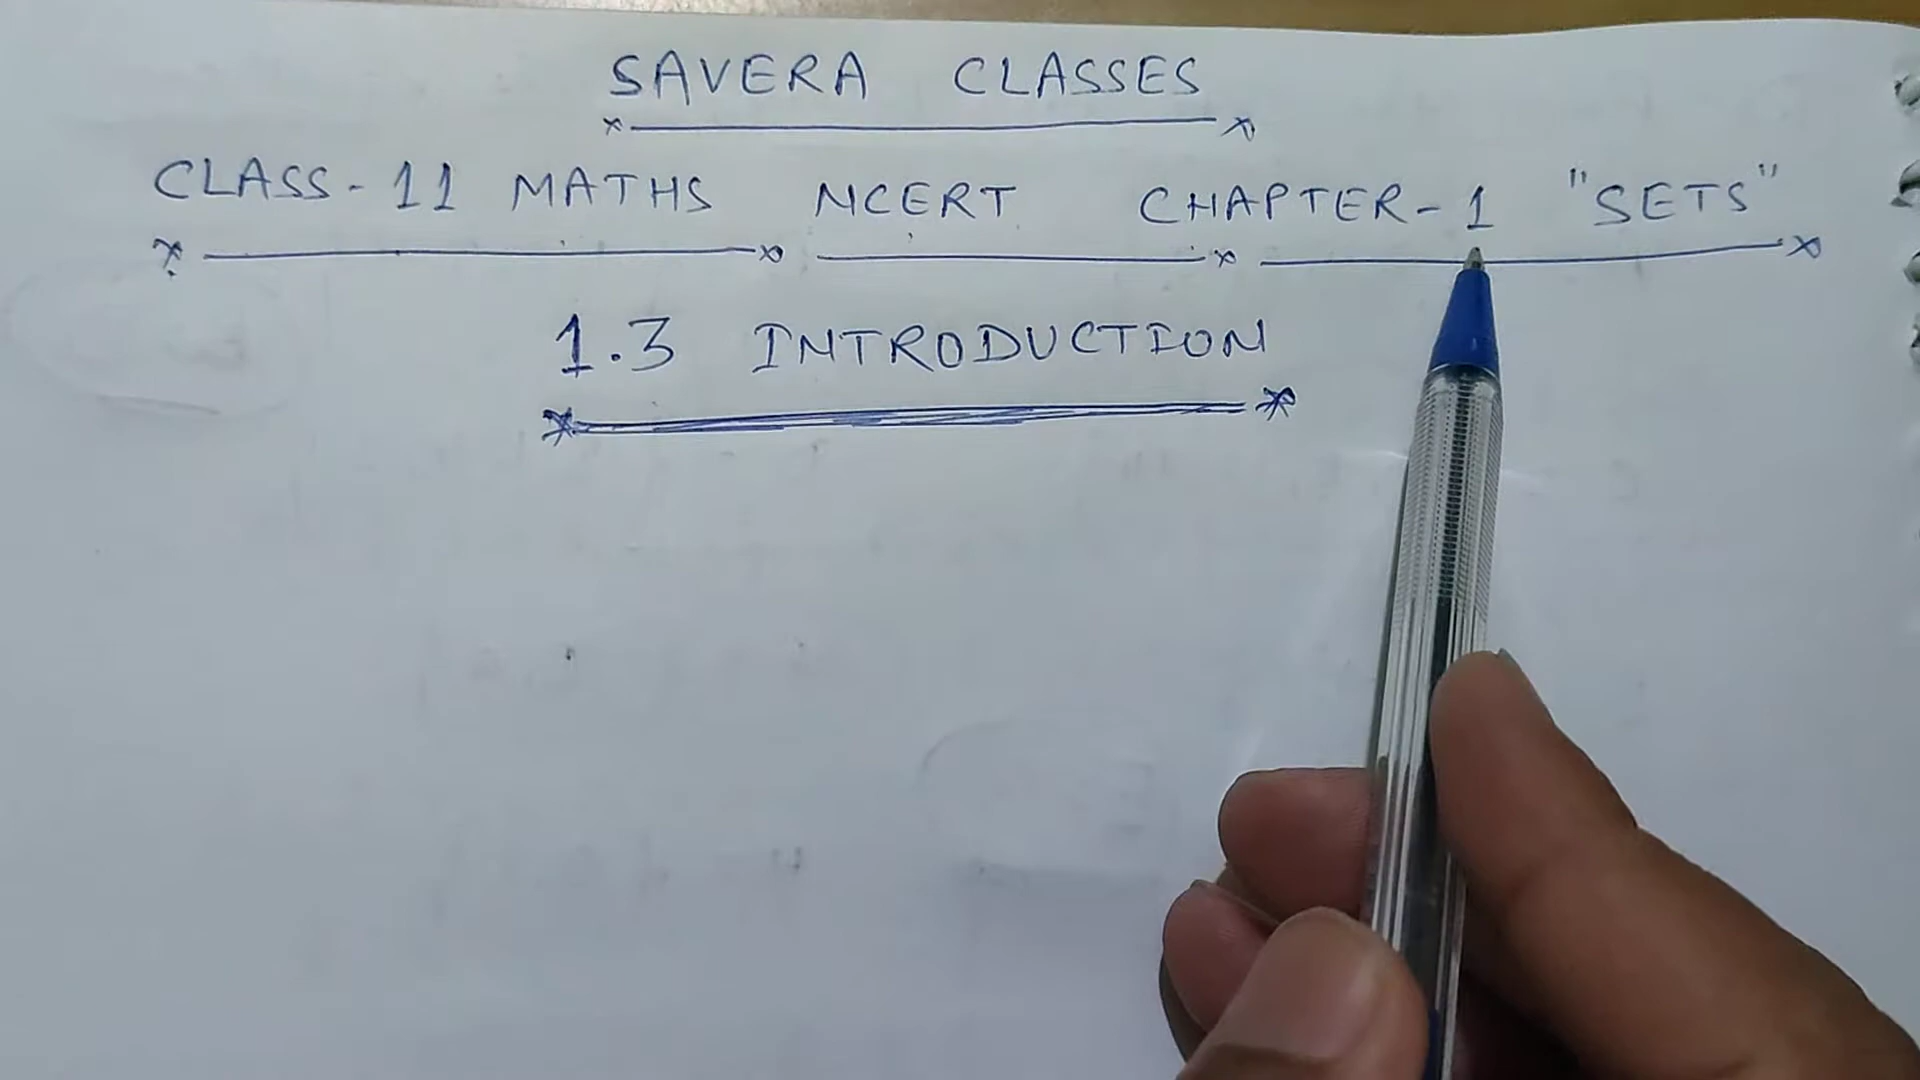 SAVERA CLASSES
CLASS-11 MATHS NCERT CHAPTER-1 "SETS"
1.3 INTRODUCTION